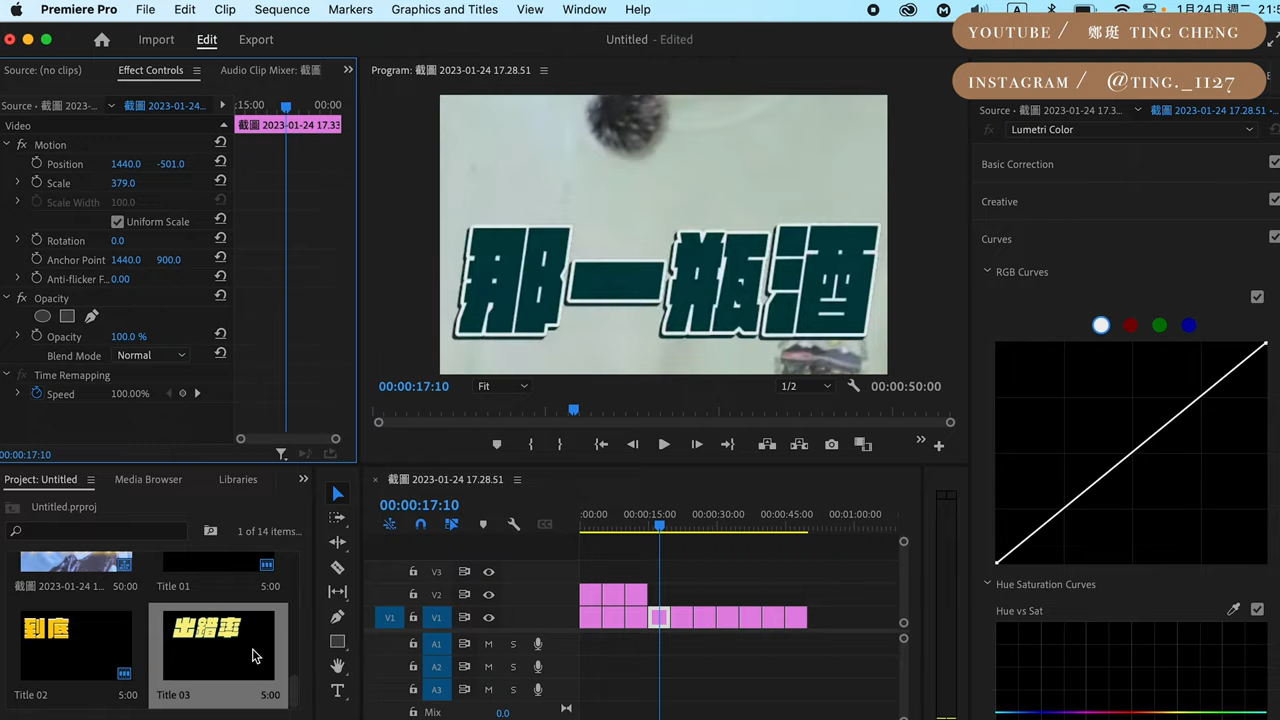 Premiere Pro File Edit Clip Sequence Markers Graphics and Titles View Window Help 1月24日 週二
Import Edit Export Untitled - Edited
YOUTUBE / 鄭珽 TING CHENG
INSTAGRAM / @TING._1127
Source: (no clips) Effect Controls Audio Clip Mixer: 截圖 Program: 截圖 2023-01-24 17.28.51
Source · 截圖 2023-... 截圖 2023-01-24... :15:00 00:00
Video 截圖 2023-01-24 17.33
Motion
Position 1440.0 -501.0
Scale 379.0
Scale Width 100.0
Uniform Scale
Rotation 0.0
Anchor Point 1440.0 900.0
Anti-flicker F... 0.00
Opacity
Opacity 100.0 %
Blend Mode Normal
Time Remapping
Speed 100.00%
00:00:17:10
那一瓶酒
00:00:17:10 Fit 1/2 00:00:50:00
Source · 截圖 2023-01-24 17.3... 截圖 2023-01-24 17.28.51 ·
fx Lumetri Color
Basic Correction
Creative
Curves
RGB Curves
Hue Saturation Curves
Hue vs Sat
Project: Untitled Media Browser Libraries
Untitled.prproj
1 of 14 items...
截圖 2023-01-24 1... 50:00 Title 01 5:00
到底 出錯率
Title 02 5:00 Title 03 5:00
截圖 2023-01-24 17.28.51
00:00:17:10 :00:00 00:00:15:00 00:00:30:00 00:00:45:00 00:01:00:00
V3
V2
V1 V1
A1 M S
A2 M S
A3 M S
Mix 0.0